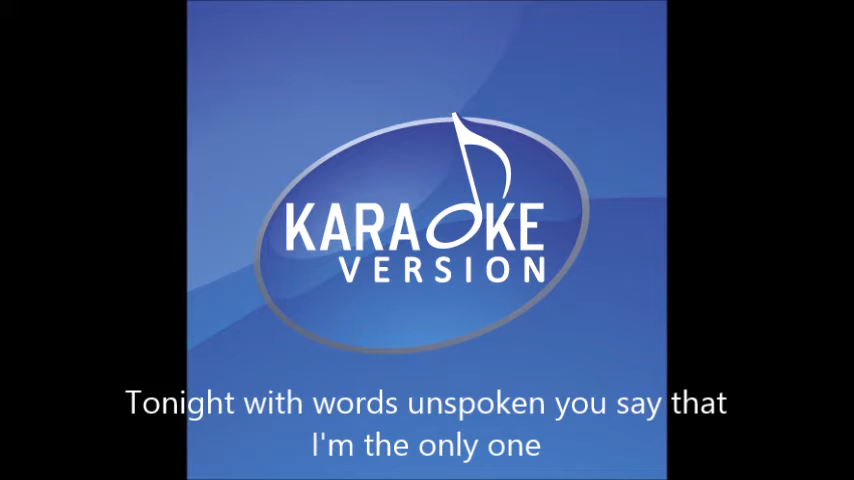 KARAOKE
VERSION
Tonight with words unspoken you say that
I'm the only one